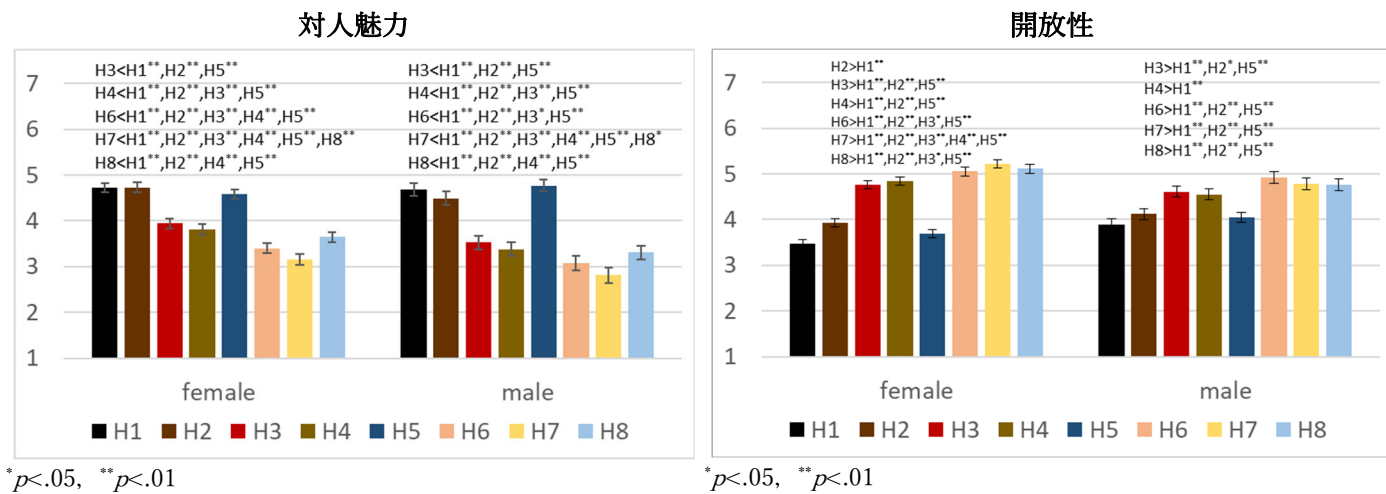 対人魅力
7
6
5
4
3
2
1
H3<H1**,H2**,H5**
H4<H1**,H2**,H3**,H5**
H6<H1**,H2**,H3**,H4**,H5**
H7<H1**,H2**,H3**,H4**,H5**,H8**
H8<H1**,H2**,H4**,H5**
H3<H1**,H2**,H5**
H4<H1**,H2**,H3**,H5**
H6<H1**,H2**,H3*,H5**
H7<H1**,H2**,H3**,H4**,H5**,H8*
H8<H1**,H2**,H4**,H5**
female
male
H1 H2 H3 H4 H5 H6 H7 H8
*p<.05, **p<.01
開放性
7
6
5
4
3
2
1
H2>H1**
H3>H1**,H2**,H5**
H4>H1**,H2**,H5**
H6>H1**,H2**,H3*,H5**
H7>H1**,H2**,H3**,H4**,H5**
H8>H1**,H2**,H3*,H5**
H3>H1**,H2*,H5**
H4>H1**
H6>H1**,H2**,H5**
H7>H1**,H2**,H5**
H8>H1**,H2**,H5**
female
male
H1 H2 H3 H4 H5 H6 H7 H8
*p<.05, **p<.01